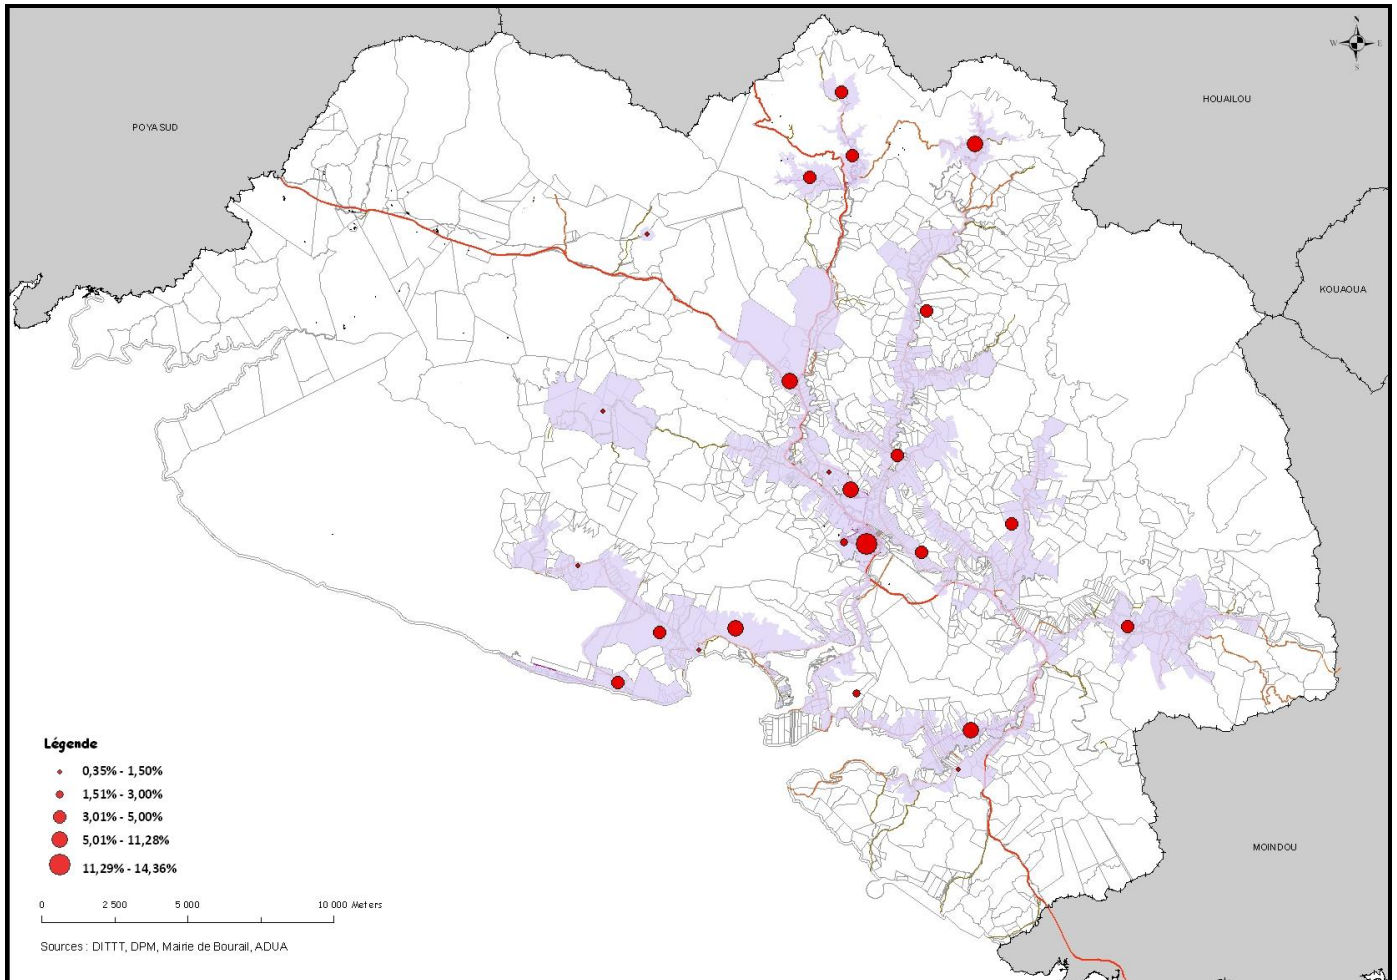 N
W E
S
HOUAILOU
POYA SUD
KOUAOUA
MOINDOU
Légende
0,35% - 1,50%
1,51% - 3,00%
3,01% - 5,00%
5,01% - 11,28%
11,29% - 14,36%
0 2 500 5 000 10 000 Meters
Sources : DITTT, DPM, Mairie de Bourail, ADUA